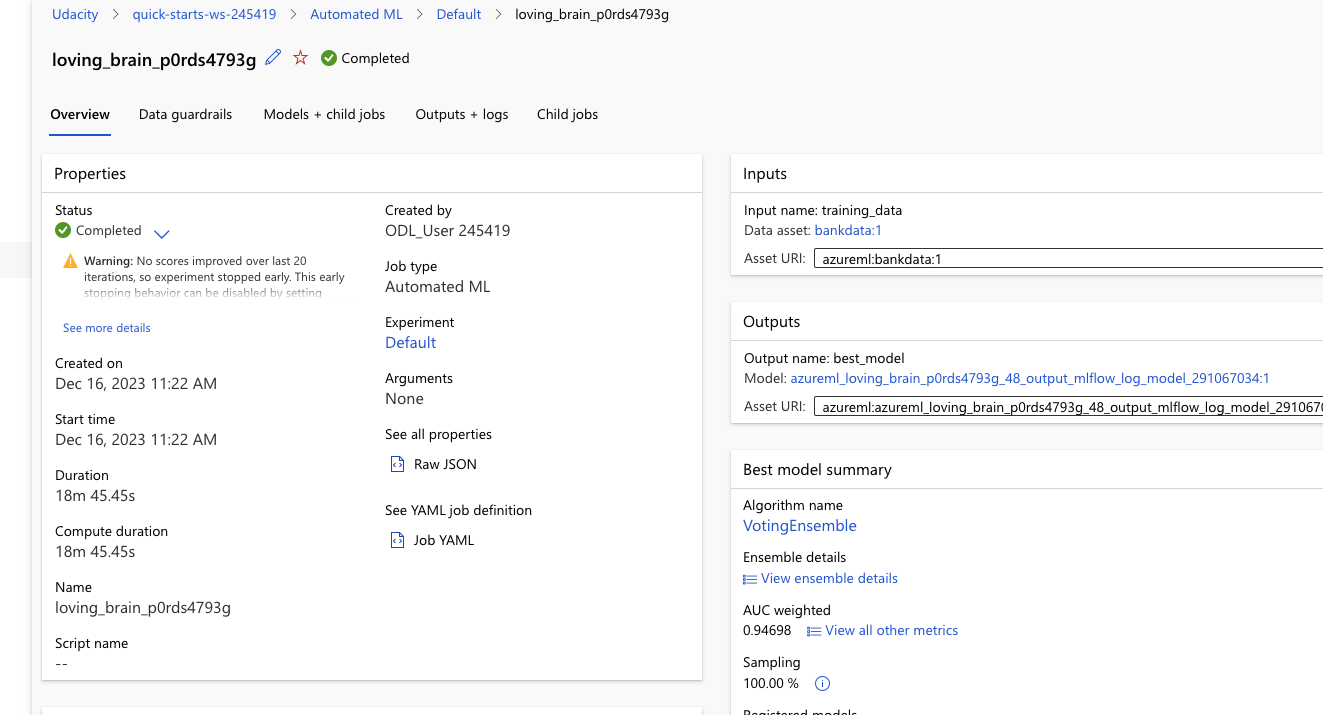 Udacity > quick-starts-ws-245419 > Automated ML > Default > loving_brain_p0rds4793g
loving_brain_p0rds4793g Completed
Overview Data guardrails Models + child jobs Outputs + logs Child jobs
Properties
Status
Completed
Warning: No scores improved over last 20
iterations, so experiment stopped early. This early
stopping behavior can be disabled by setting
See more details
Created on
Dec 16, 2023 11:22 AM
Start time
Dec 16, 2023 11:22 AM
Duration
18m 45.45s
Compute duration
18m 45.45s
Name
loving_brain_p0rds4793g
Script name
--
Created by
ODL_User 245419
Job type
Automated ML
Experiment
Default
Arguments
None
See all properties
Raw JSON
See YAML job definition
Job YAML
Inputs
Input name: training_data
Data asset: bankdata:1
Asset URI: azureml:bankdata:1
Outputs
Output name: best_model
Model: azureml_loving_brain_p0rds4793g_48_output_mlflow_log_model_291067034:1
Asset URI: azureml:azureml_loving_brain_p0rds4793g_48_output_mlflow_log_model_291067
Best model summary
Algorithm name
VotingEnsemble
Ensemble details
View ensemble details
AUC weighted
0.94698 View all other metrics
Sampling
100.00 %
Registered models